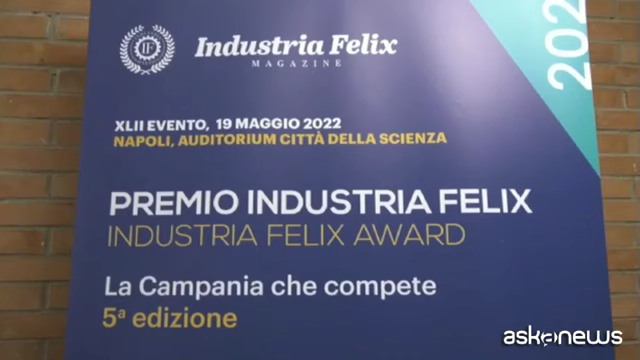 IF
Industria Felix
MAGAZINE
202
XLII EVENTO, 19 MAGGIO 2022
NAPOLI, AUDITORIUM CITTÀ DELLA SCIENZA
PREMIO INDUSTRIA FELIX
INDUSTRIA FELIX AWARD
La Campania che compete
5ª edizione
askanews